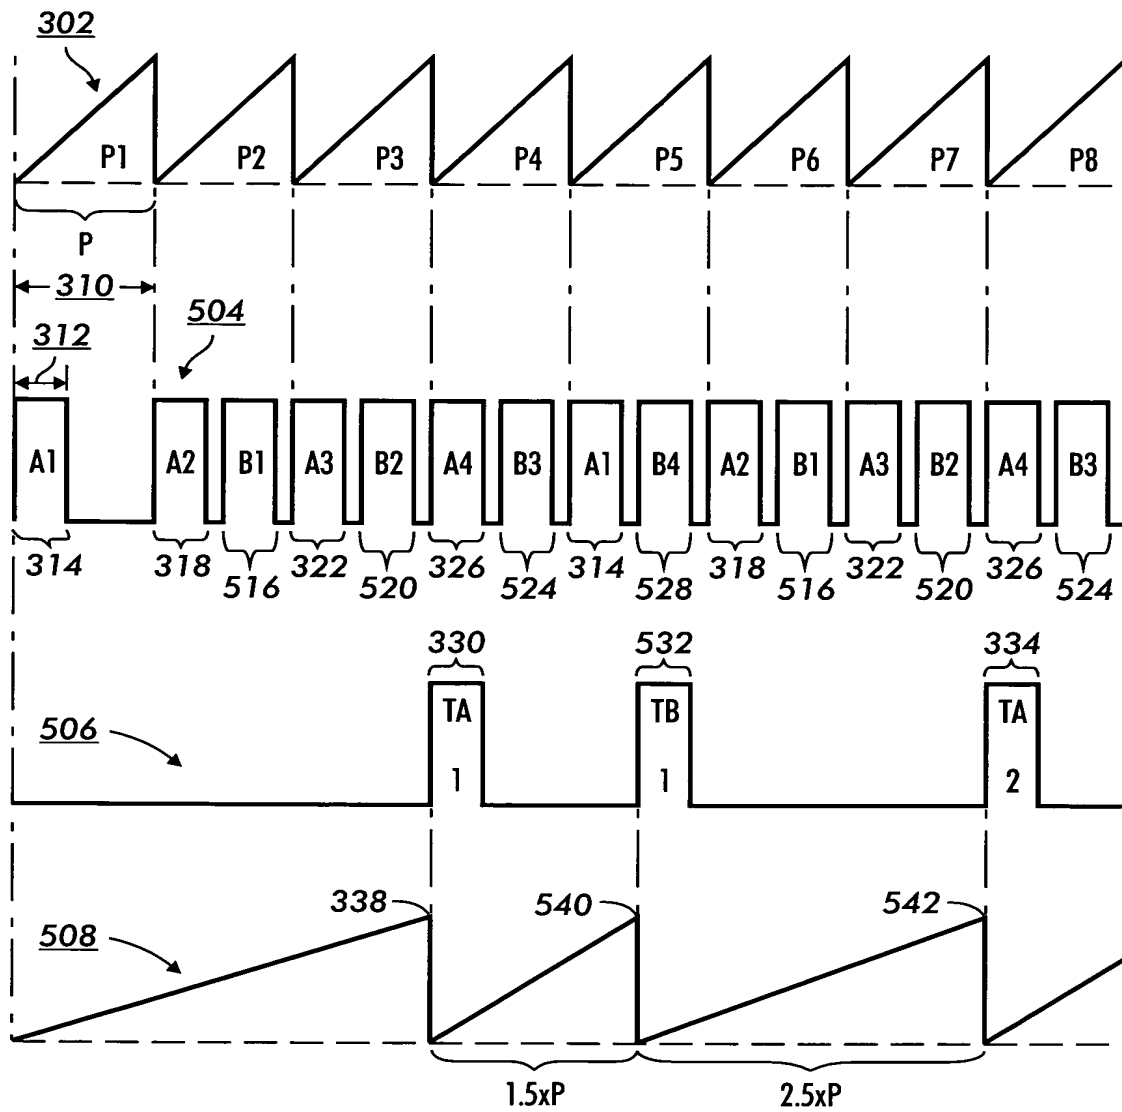 302
P1 P2 P3 P4 P5 P6 P7 P8
P
310
504
312
A1 A2 B1 A3 B2 A4 B3 A1 B4 A2 B1 A3 B2 A4 B3
314 318 516 322 520 326 524 314 528 318 516 322 520 326 524
330 532 334
TA TB TA
506
1 1 2
338 540 542
508
1.5xP 2.5xP